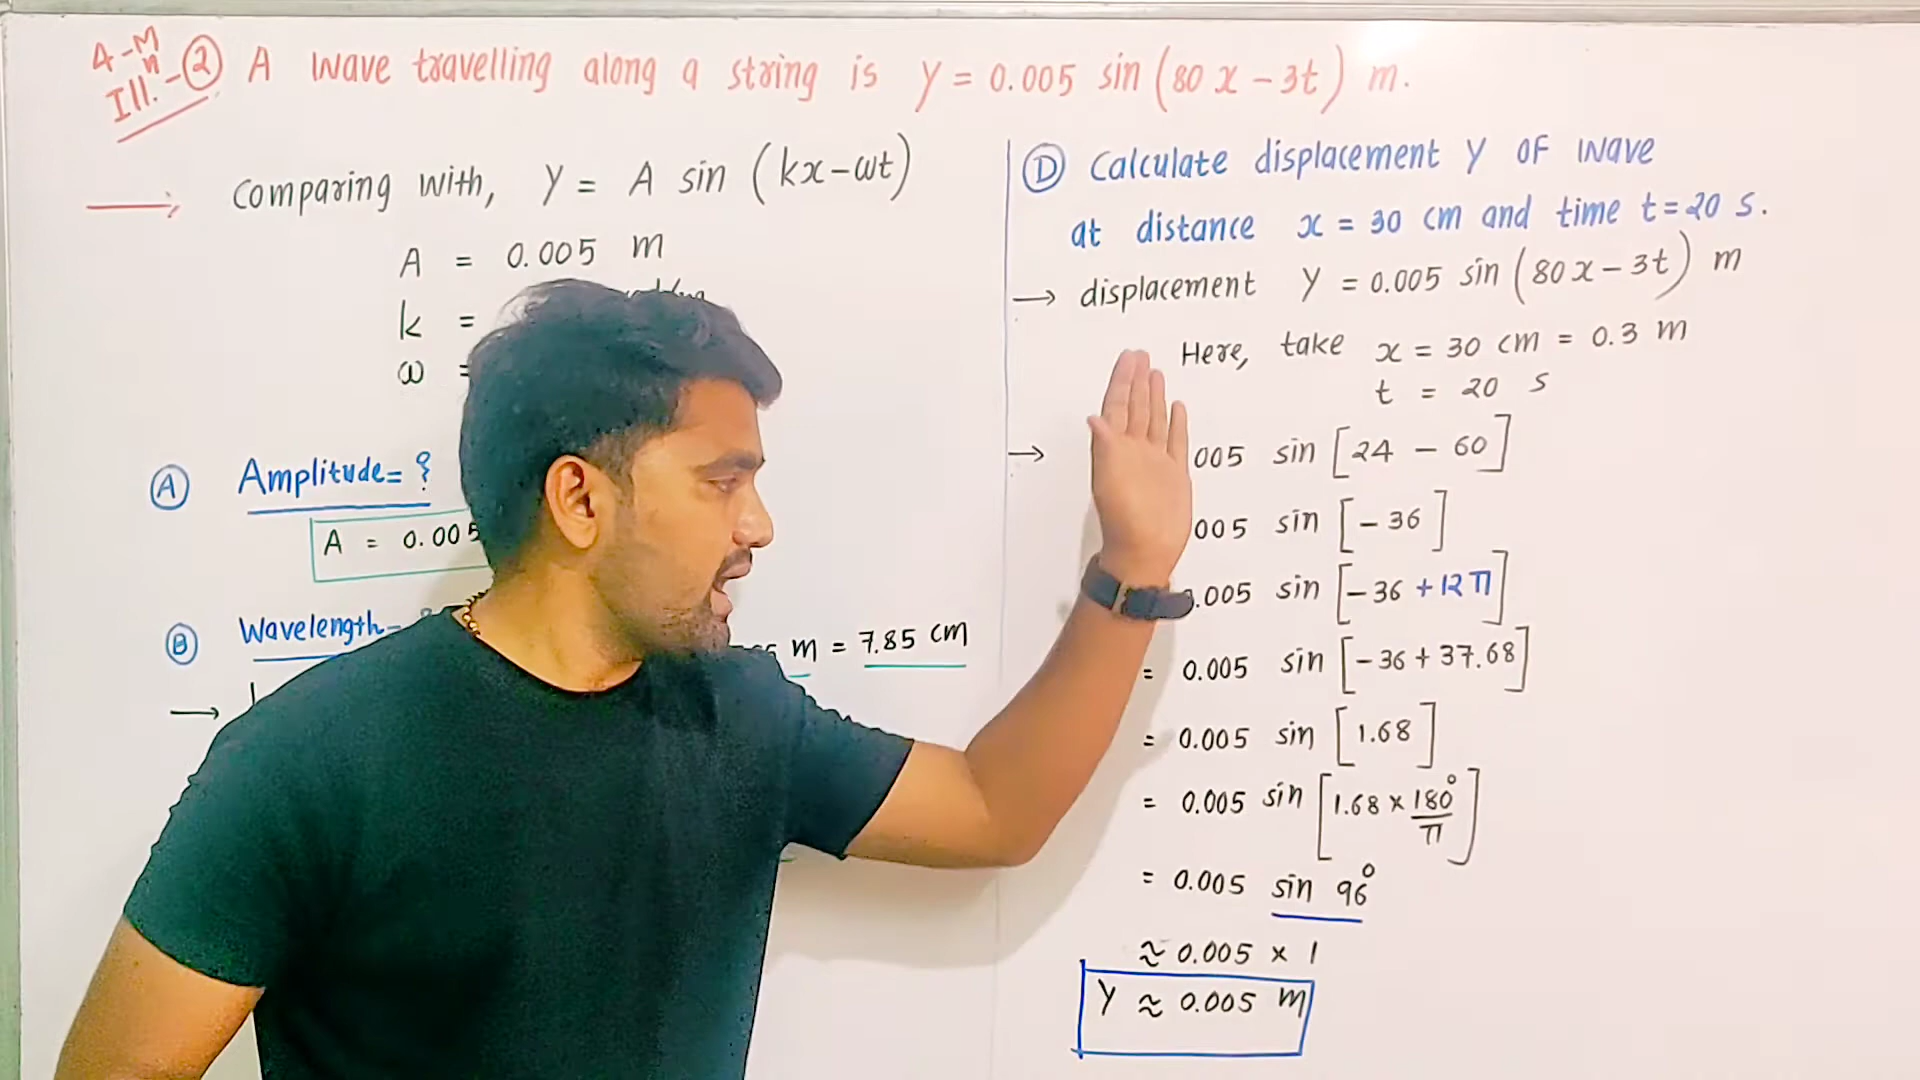 4-M
n
Ill. - ② A wave travelling along a string is y = 0.005 sin (80 x - 3t) m.
Comparing with, y = A sin (kx-ωt)
A = 0.005 m
k =
ω =
Ⓐ Amplitude = ?
A = 0.005
Ⓑ Wavelength
m = 7.85 cm
Ⓓ Calculate displacement y OF wave
at distance x = 30 cm and time t = 20 s.
→ displacement y = 0.005 sin (80x - 3t) m
Here, take x = 30 cm = 0.3 m
t = 20 s
→ 005 sin [24 - 60]
005 sin [- 36]
.005 sin [- 36 + 12π]
= 0.005 sin [- 36 + 37.68]
= 0.005 sin [1.68]
= 0.005 sin [1.68 × 180°/π]
= 0.005 sin 96°
≈ 0.005 × 1
y ≈ 0.005 m